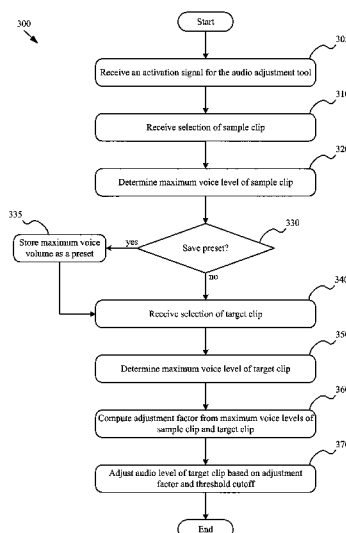 300
Start
305
Receive an activation signal for the audio adjustment tool
310
Receive selection of sample clip
320
Determine maximum voice level of sample clip
335
330
Store maximum voice
volume as a preset
yes
Save preset?
no
340
Receive selection of target clip
350
Determine maximum voice level of target clip
360
Compute adjustment factor from maximum voice levels of
sample clip and target clip
370
Adjust audio level of target clip based on adjustment
factor and threshold cutoff
End